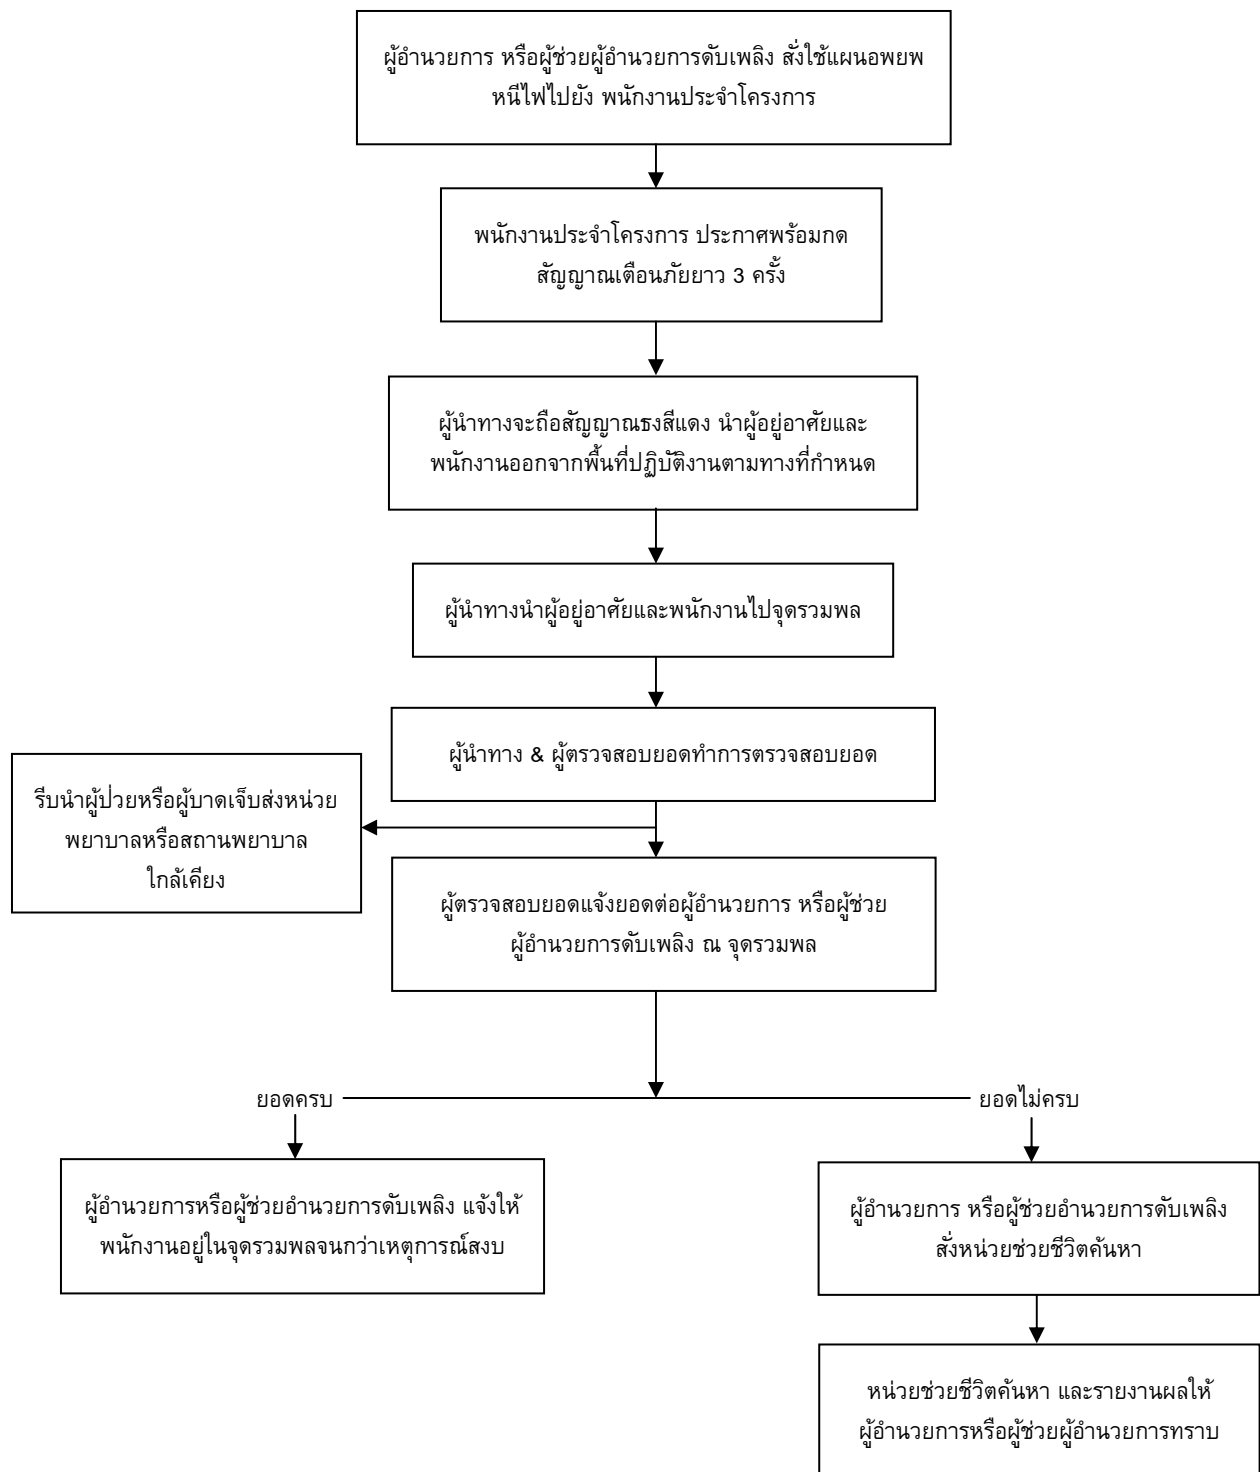 ผู้อำนวยการ หรือผู้ช่วยผู้อำนวยการดับเพลิง สั่งใช้แผนอพยพ
หนีไฟไปยัง พนักงานประจำโครงการ
พนักงานประจำโครงการ ประกาศพร้อมกด
สัญญาณเตือนภัยยาว 3 ครั้ง
ผู้นำทางจะถือสัญญาณธงสีแดง นำผู้อยู่อาศัยและ
พนักงานออกจากพื้นที่ปฏิบัติงานตามทางที่กำหนด
ผู้นำทางนำผู้อยู่อาศัยและพนักงานไปจุดรวมพล
ผู้นำทาง & ผู้ตรวจสอบยอดทำการตรวจสอบยอด
รีบนำผู้ป่วยหรือผู้บาดเจ็บส่งหน่วย
พยาบาลหรือสถานพยาบาล
ใกล้เคียง
ผู้ตรวจสอบยอดแจ้งยอดต่อผู้อำนวยการ หรือผู้ช่วย
ผู้อำนวยการดับเพลิง ณ จุดรวมพล
ยอดครบ
ยอดไม่ครบ
ผู้อำนวยการหรือผู้ช่วยอำนวยการดับเพลิง แจ้งให้
พนักงานอยู่ในจุดรวมพลจนกว่าเหตุการณ์สงบ
ผู้อำนวยการ หรือผู้ช่วยอำนวยการดับเพลิง
สั่งหน่วยช่วยชีวิตค้นหา
หน่วยช่วยชีวิตค้นหา และรายงานผลให้
ผู้อำนวยการหรือผู้ช่วยผู้อำนวยการทราบ